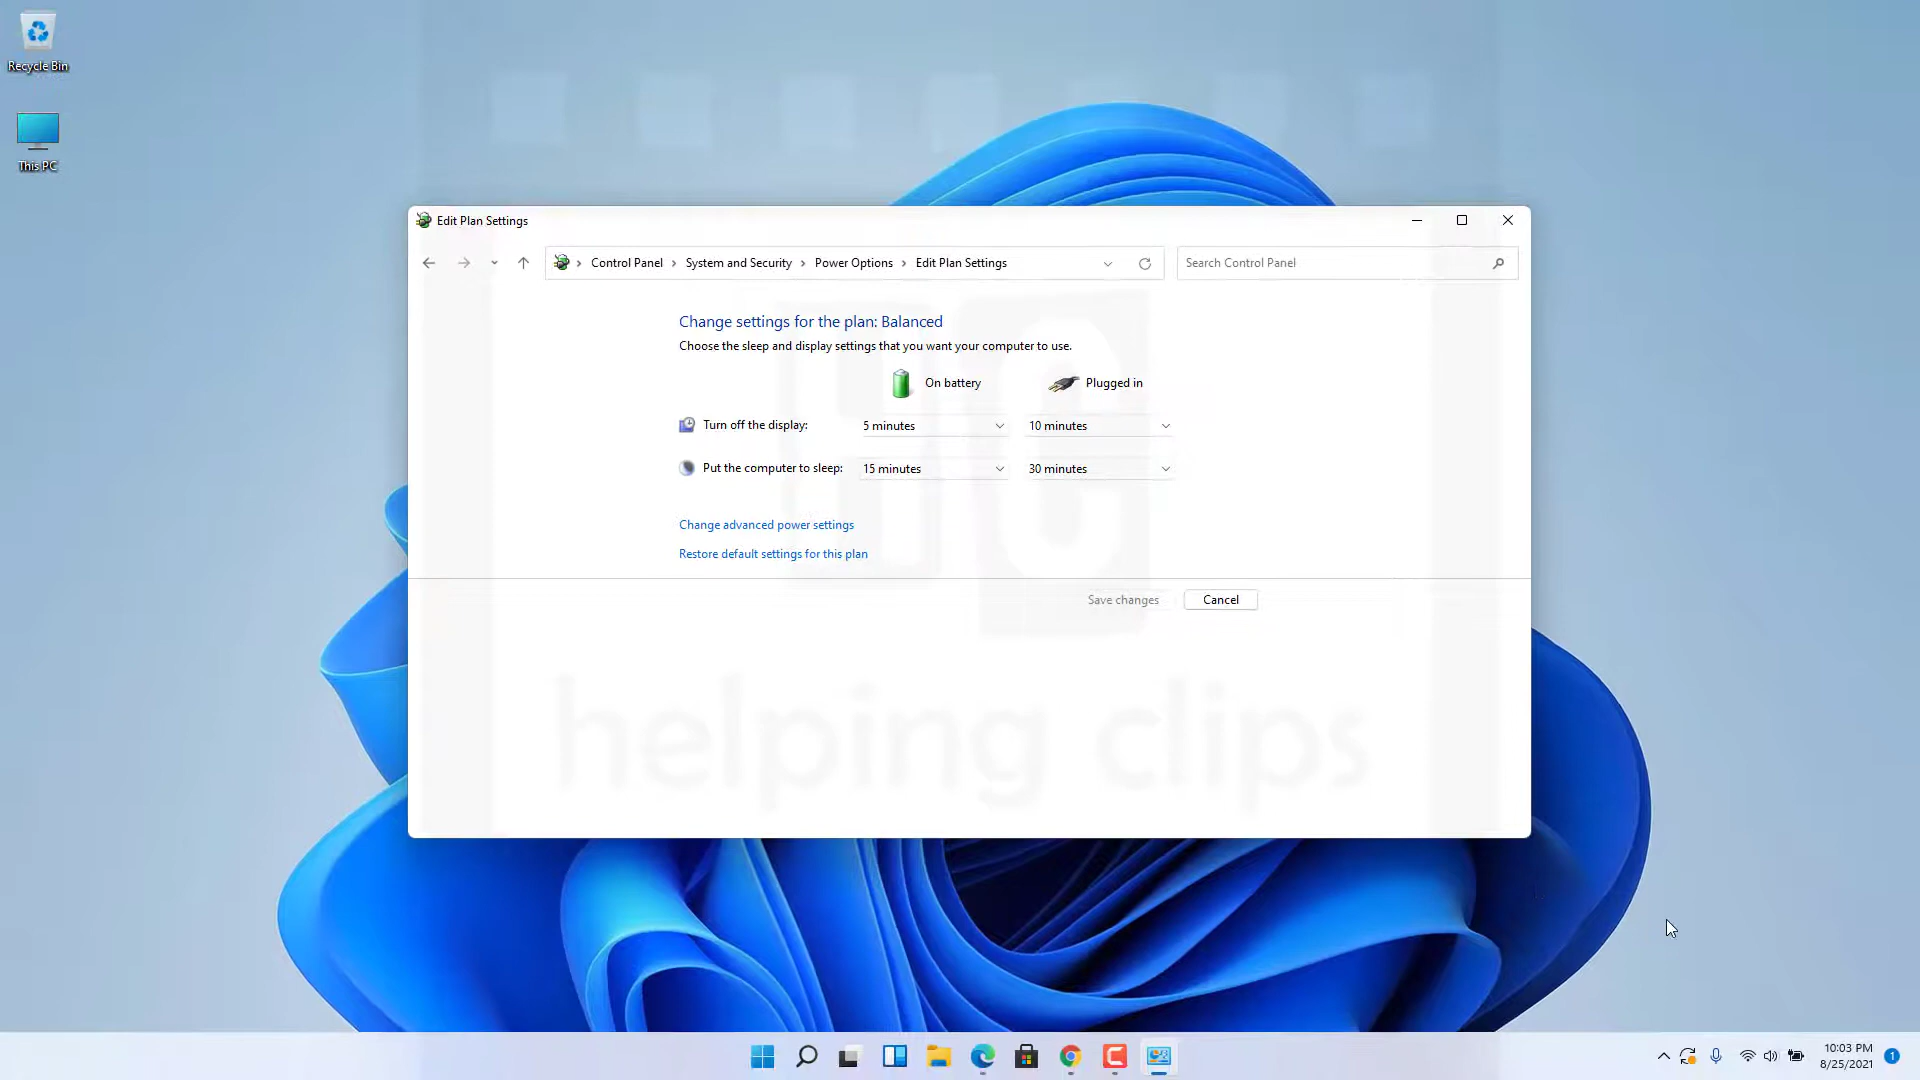 Recycle Bin
This PC
Edit Plan Settings
Control Panel > System and Security > Power Options > Edit Plan Settings
Search Control Panel
Change settings for the plan: Balanced
Choose the sleep and display settings that you want your computer to use.
On battery
Plugged in
Turn off the display:
5 minutes
10 minutes
Put the computer to sleep:
15 minutes
30 minutes
Change advanced power settings
Restore default settings for this plan
Save changes
Cancel
HC
helping clips
10:03 PM
8/25/2021
1